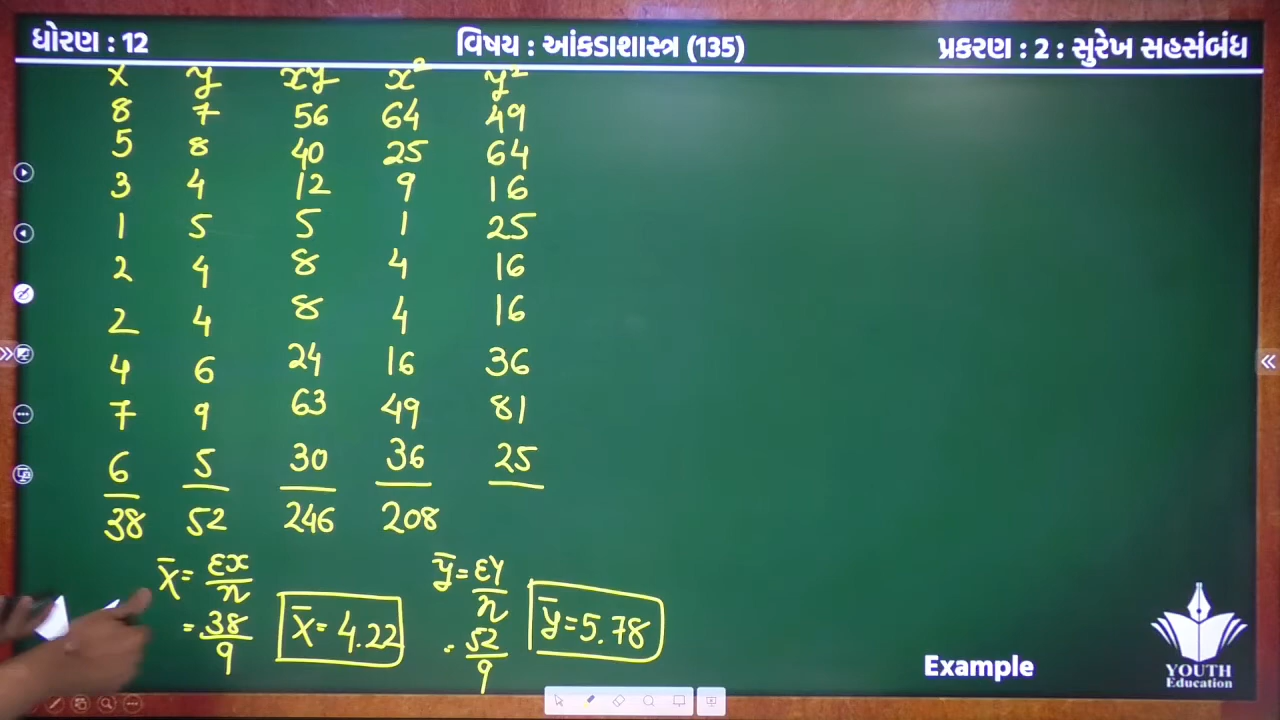 ધોરણ : 12 વિષય : આંકડાશાસ્ત્ર (135) પ્રકરણ : 2 : સુરેખ સહસંબંધ
x y xy x² y²
8 7 56 64 49
5 8 40 25 64
3 4 12 9 16
1 5 5 1 25
2 4 8 4 16
2 4 8 4 16
4 6 24 16 36
7 9 63 49 81
6 5 30 36 25
38 52 246 208
x̄ = Σx/n ȳ = Σy/n
= 38/9 x̄ = 4.22 = 52/9 ȳ = 5.78
Example
YOUTH
Education